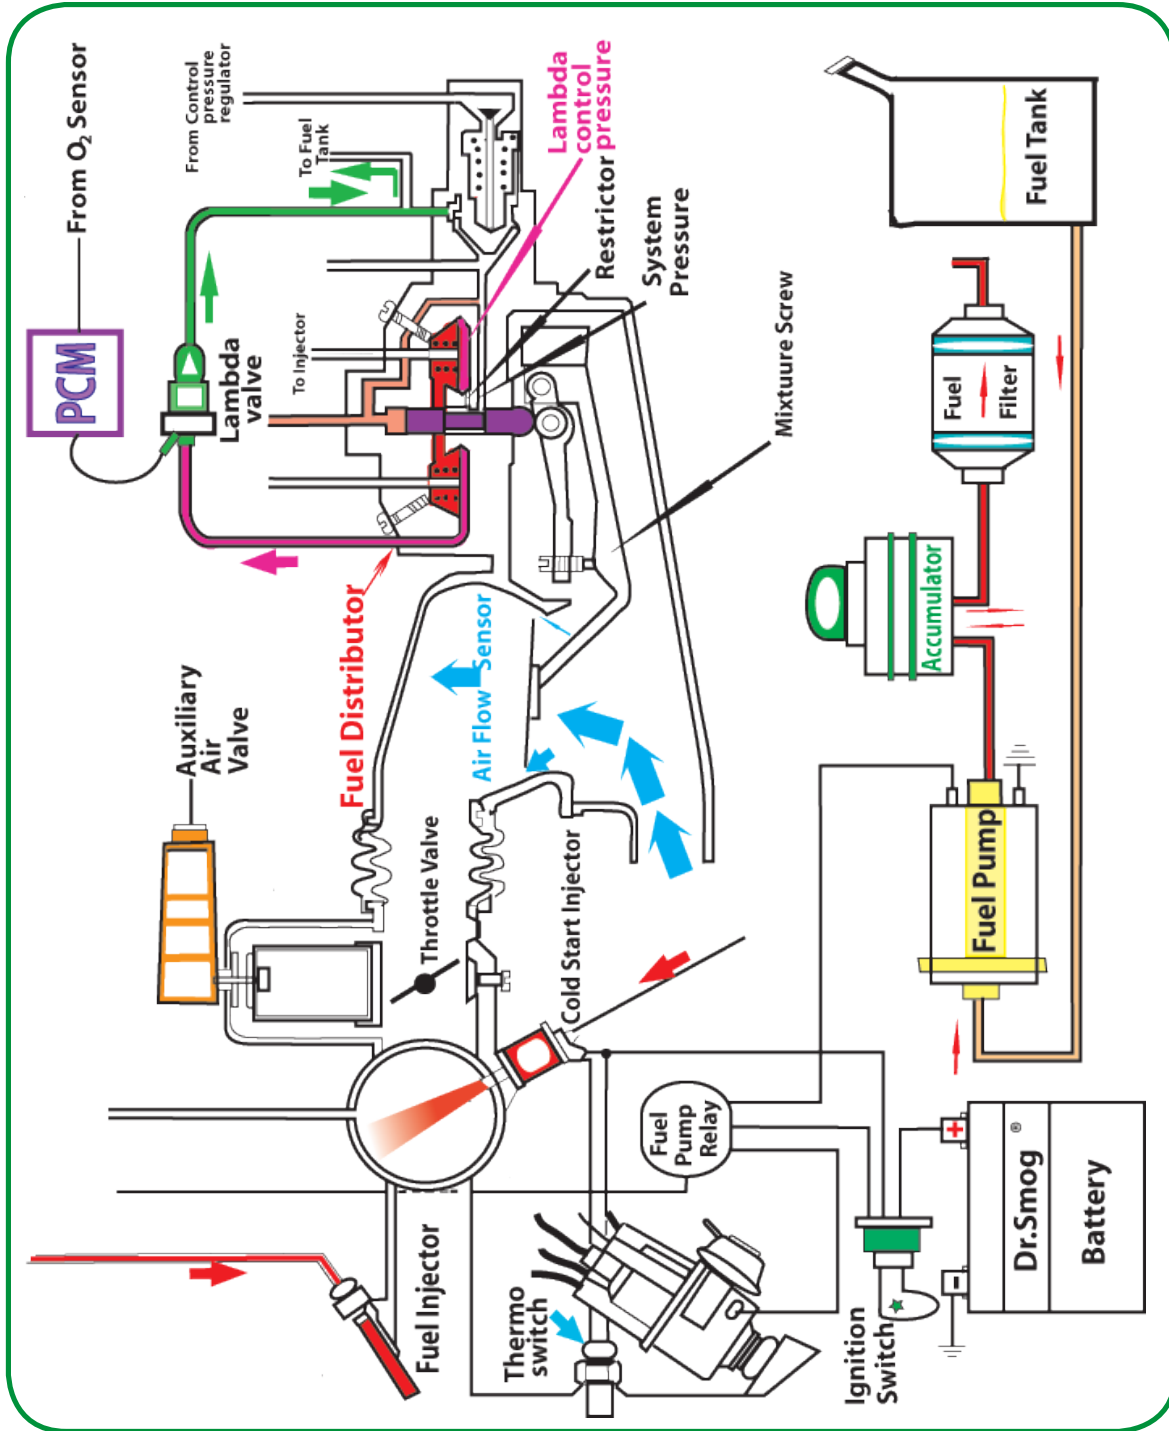 From O2 Sensor
PCM
Lambda
valve
From Control
pressure
regulator
To Fuel
Tank
To Injector
Lambda
control
pressure
Restrictor
System
Pressure
Mixtuure Screw
Fuel Distributor
Air Flow Sensor
Auxiliary
Air
Valve
Throttle Valve
Cold Start Injector
Fuel Injector
Thermo
switch
Fuel
Pump
Relay
Ignition
Switch
+
-
Dr.Smog ®
Battery
Fuel Pump
Accumulator
Fuel
Filter
Fuel Tank